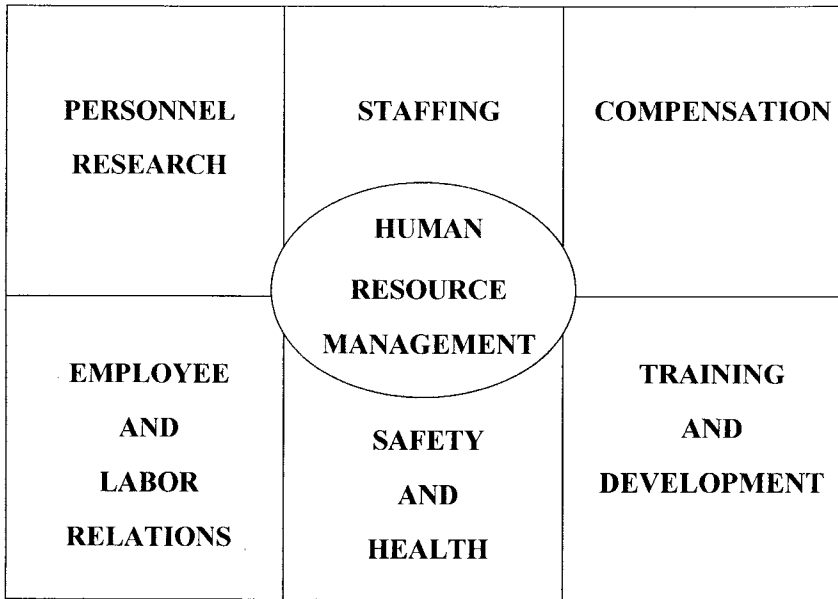 PERSONNEL
RESEARCH
STAFFING
COMPENSATION
HUMAN
RESOURCE
MANAGEMENT
EMPLOYEE
AND
LABOR
RELATIONS
SAFETY
AND
HEALTH
TRAINING
AND
DEVELOPMENT